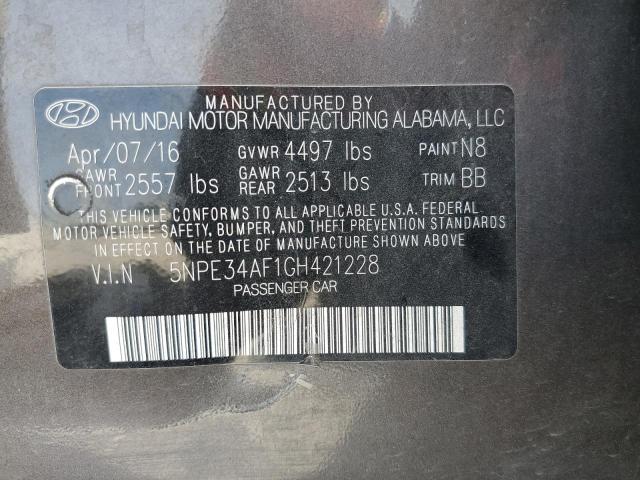 MANUFACTURED BY
HYUNDAI MOTOR MANUFACTURING ALABAMA, LLC
Apr/07/16 GVWR 4497 lbs PAINT N8
GAWR FRONT 2557 lbs GAWR REAR 2513 lbs TRIM BB
THIS VEHICLE CONFORMS TO ALL APPLICABLE U.S.A. FEDERAL
MOTOR VEHICLE SAFETY, BUMPER, AND THEFT PREVENTION STANDARDS
IN EFFECT ON THE DATE OF MANUFACTURE SHOWN ABOVE.
V.I.N 5NPE34AF1GH421228
PASSENGER CAR